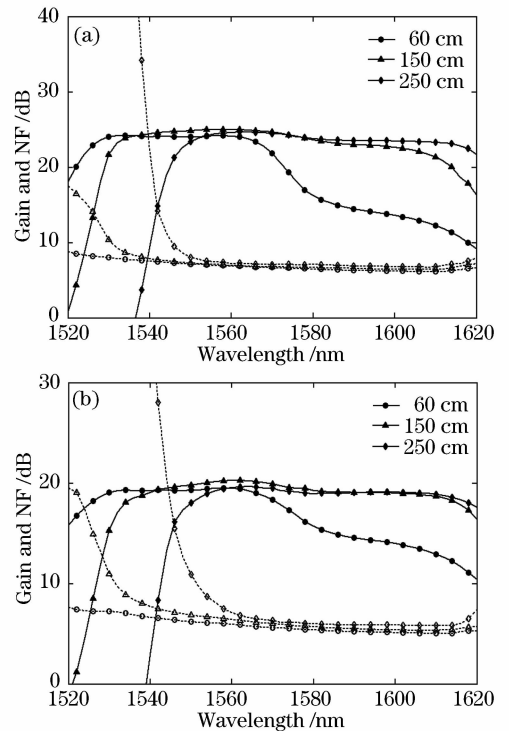 (a)
40
30
20
10
0
Gain and NF /dB
60 cm
150 cm
250 cm
1520 1540 1560 1580 1600 1620
Wavelength /nm
(b)
30
20
10
0
Gain and NF /dB
60 cm
150 cm
250 cm
1520 1540 1560 1580 1600 1620
Wavelength /nm